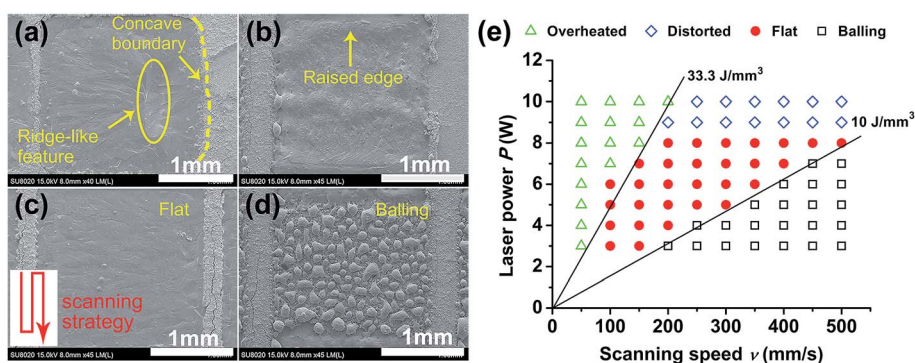 (a)
Concave
boundary
Ridge-like
feature
1mm
SU8020 15.0kV 8.0mm x45 LM(L)
(b)
Raised edge
1mm
SU8020 15.0kV 8.0mm x45 LM(L)
(c)
Flat
scanning
strategy
1mm
SU8020 15.0kV 8.0mm x45 LM(L)
(d)
Balling
1mm
SU8020 15.0kV 8.0mm x45 LM(L)
(e)
Overheated Distorted Flat Balling
33.3 J/mm³
10 J/mm³
Laser power P (W)
12
10
8
6
4
2
0
0 100 200 300 400 500
Scanning speed v (mm/s)